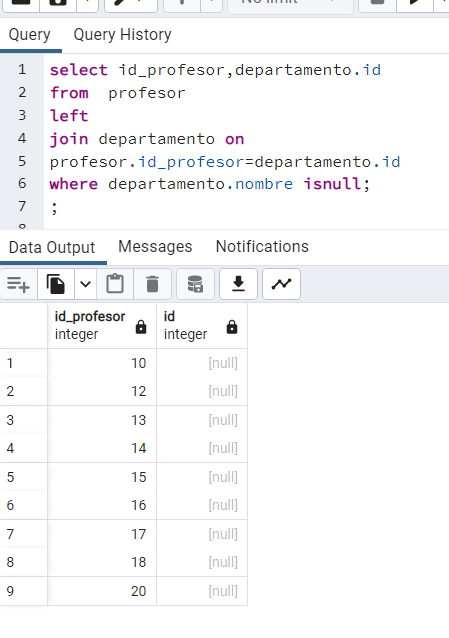 No limit
Query Query History
1 select id_profesor,departamento.id
2 from  profesor
3 left
4 join departamento on
5 profesor.id_profesor=departamento.id
6 where departamento.nombre isnull;
7 ;
8
Data Output Messages Notifications
id_profesor id
integer integer
1 10 [null]
2 12 [null]
3 13 [null]
4 14 [null]
5 15 [null]
6 16 [null]
7 17 [null]
8 18 [null]
9 20 [null]